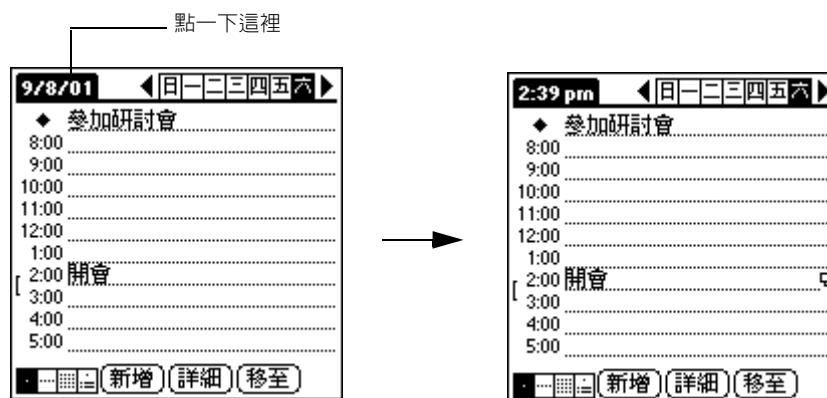 點一下這裡
9/8/01 日 一 二 三 四 五 六
參加研討會
8:00
9:00
10:00
11:00
12:00
1:00
2:00 開會
3:00
4:00
5:00
新增 詳細 移至
2:39 pm 日 一 二 三 四 五 六
參加研討會
8:00
9:00
10:00
11:00
12:00
1:00
2:00 開會
3:00
4:00
5:00
新增 詳細 移至